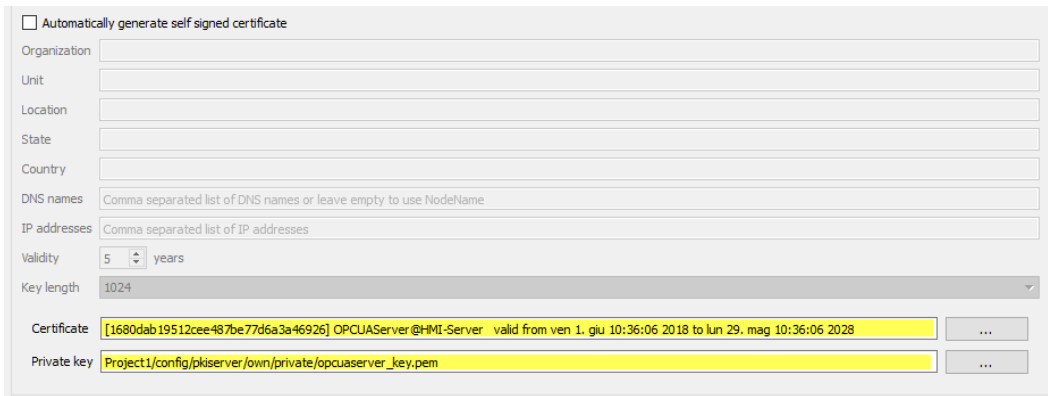 Automatically generate self signed certificate
Organization
Unit
Location
State
Country
DNS names Comma separated list of DNS names or leave empty to use NodeName
IP addresses Comma separated list of IP addresses
Validity 5 years
Key length 1024
Certificate [1680dab19512cee487be77d6a3a46926] OPCUAServer@HMI-Server valid from ven 1. giu 10:36:06 2018 to lun 29. mag 10:36:06 2028 ...
Private key Project1/config/pkiserver/own/private/opcuaserver_key.pem ...